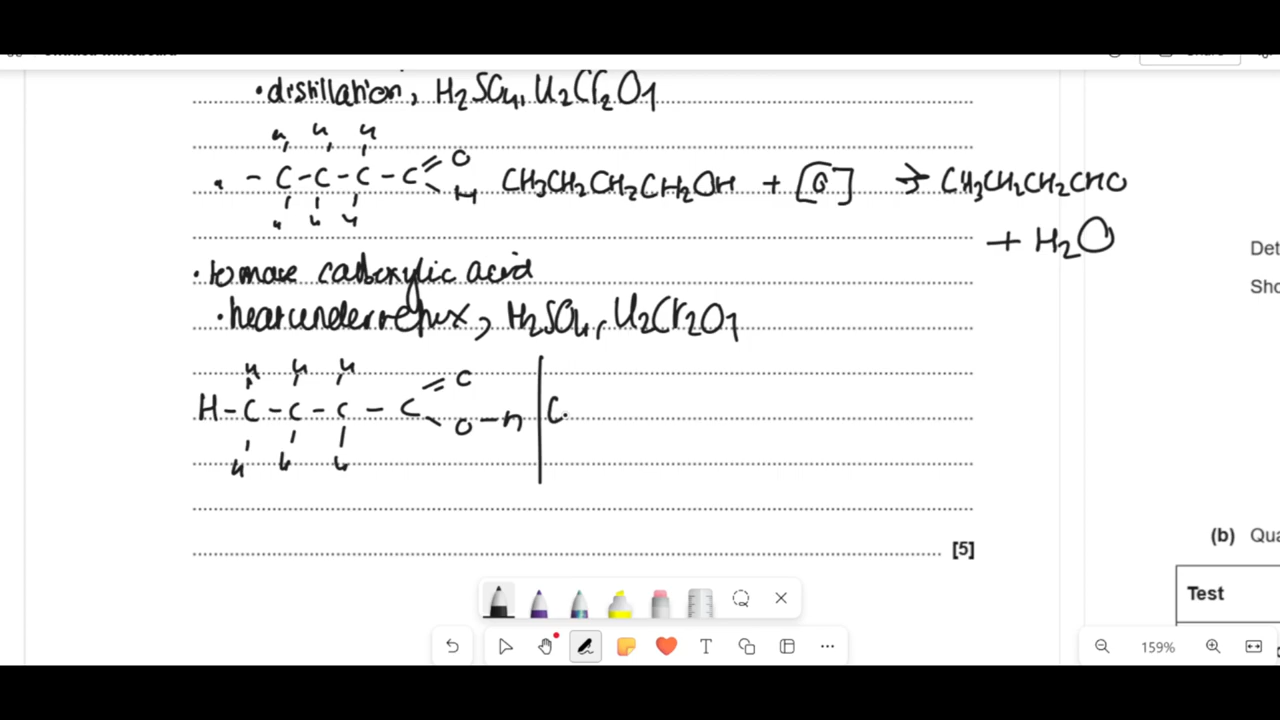 •distillation, H2SO4, K2Cr2O7
H H H
- C - C - C - C = O H CH3CH2CH2CH2OH + [O] → CH3CH2CH2CHO
H H H
+ H2O
Det
• to make carboxylic acid
Sho
• heat under reflux, H2SO4, K2Cr2O7
H H H
H - C - C - C - C = O O - H | C
H H H
[5]
(b) Qua
Test
159%